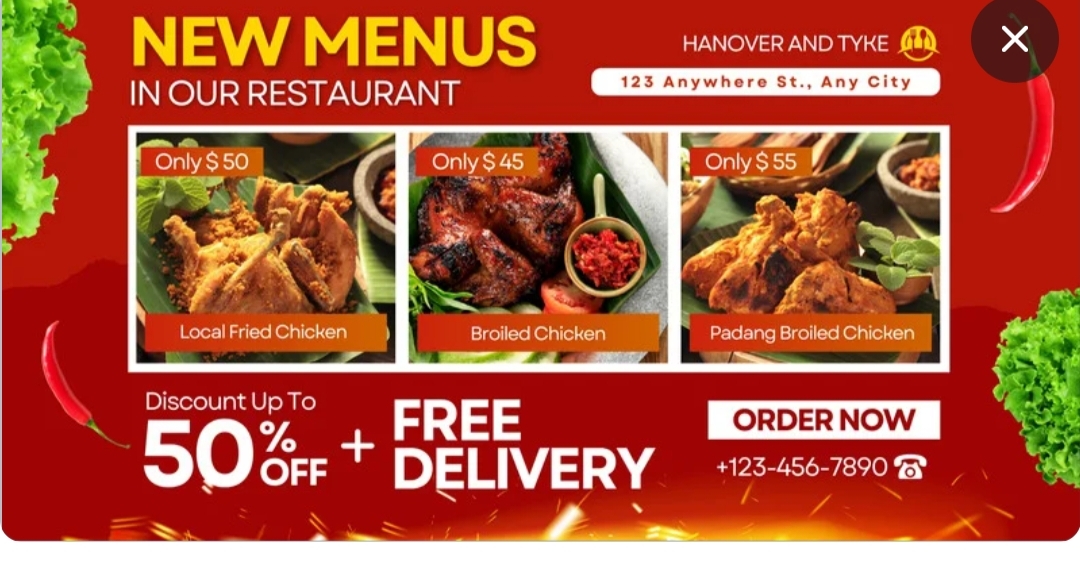 NEW MENUS
IN OUR RESTAURANT
HANOVER AND TYKE
123 Anywhere St., Any City
Only $ 50
Local Fried Chicken
Only $ 45
Broiled Chicken
Only $ 55
Padang Broiled Chicken
Discount Up To
50% OFF
+
FREE
DELIVERY
ORDER NOW
+123-456-7890